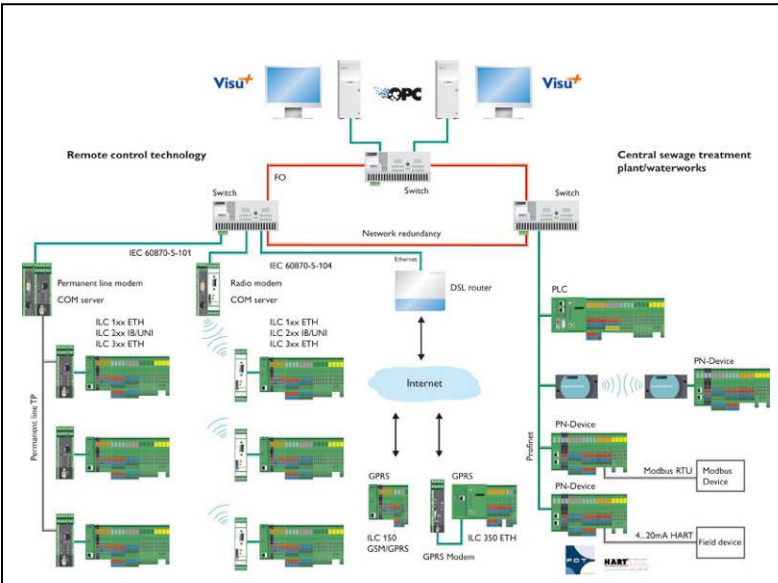 Visu+
OPC
Visu+
Remote control technology
Central sewage treatment
plant/waterworks
FO
Switch
Switch
Switch
Network redundancy
IEC 60870-5-101
IEC 60870-5-104
Ethernet
Permanent line modem
COM server
Radio modem
COM server
DSL router
PLC
ILC 1xx ETH
ILC 2xx IB/UNI
ILC 3xx ETH
ILC 1xx ETH
ILC 2xx IB/UNI
ILC 3xx ETH
Internet
PN-Device
Permanent line TP
Profinet
PN-Device
Modbus RTU
Modbus
Device
GPRS
GPRS
PN-Device
ILC 150
GSM/GPRS
ILC 350 ETH
GPRS Modem
4...20mA HART
Field device
FDT
HART